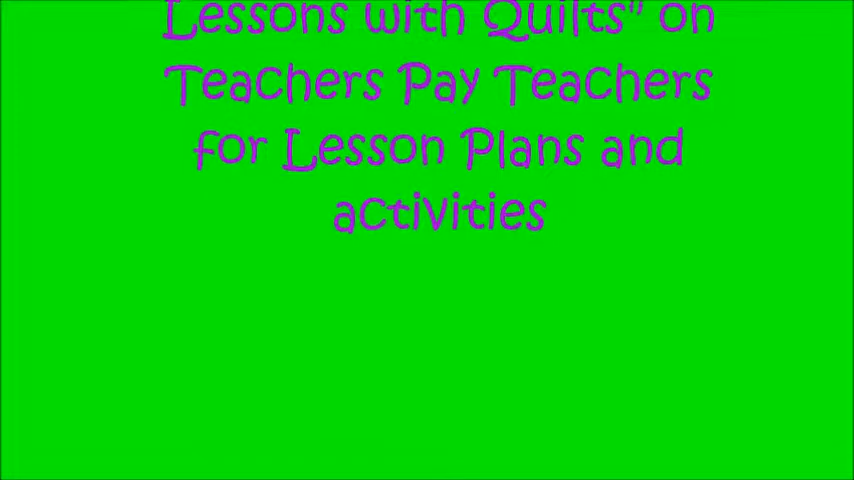 Lessons with Quilts" on
Teachers Pay Teachers
for Lesson Plans and
activities